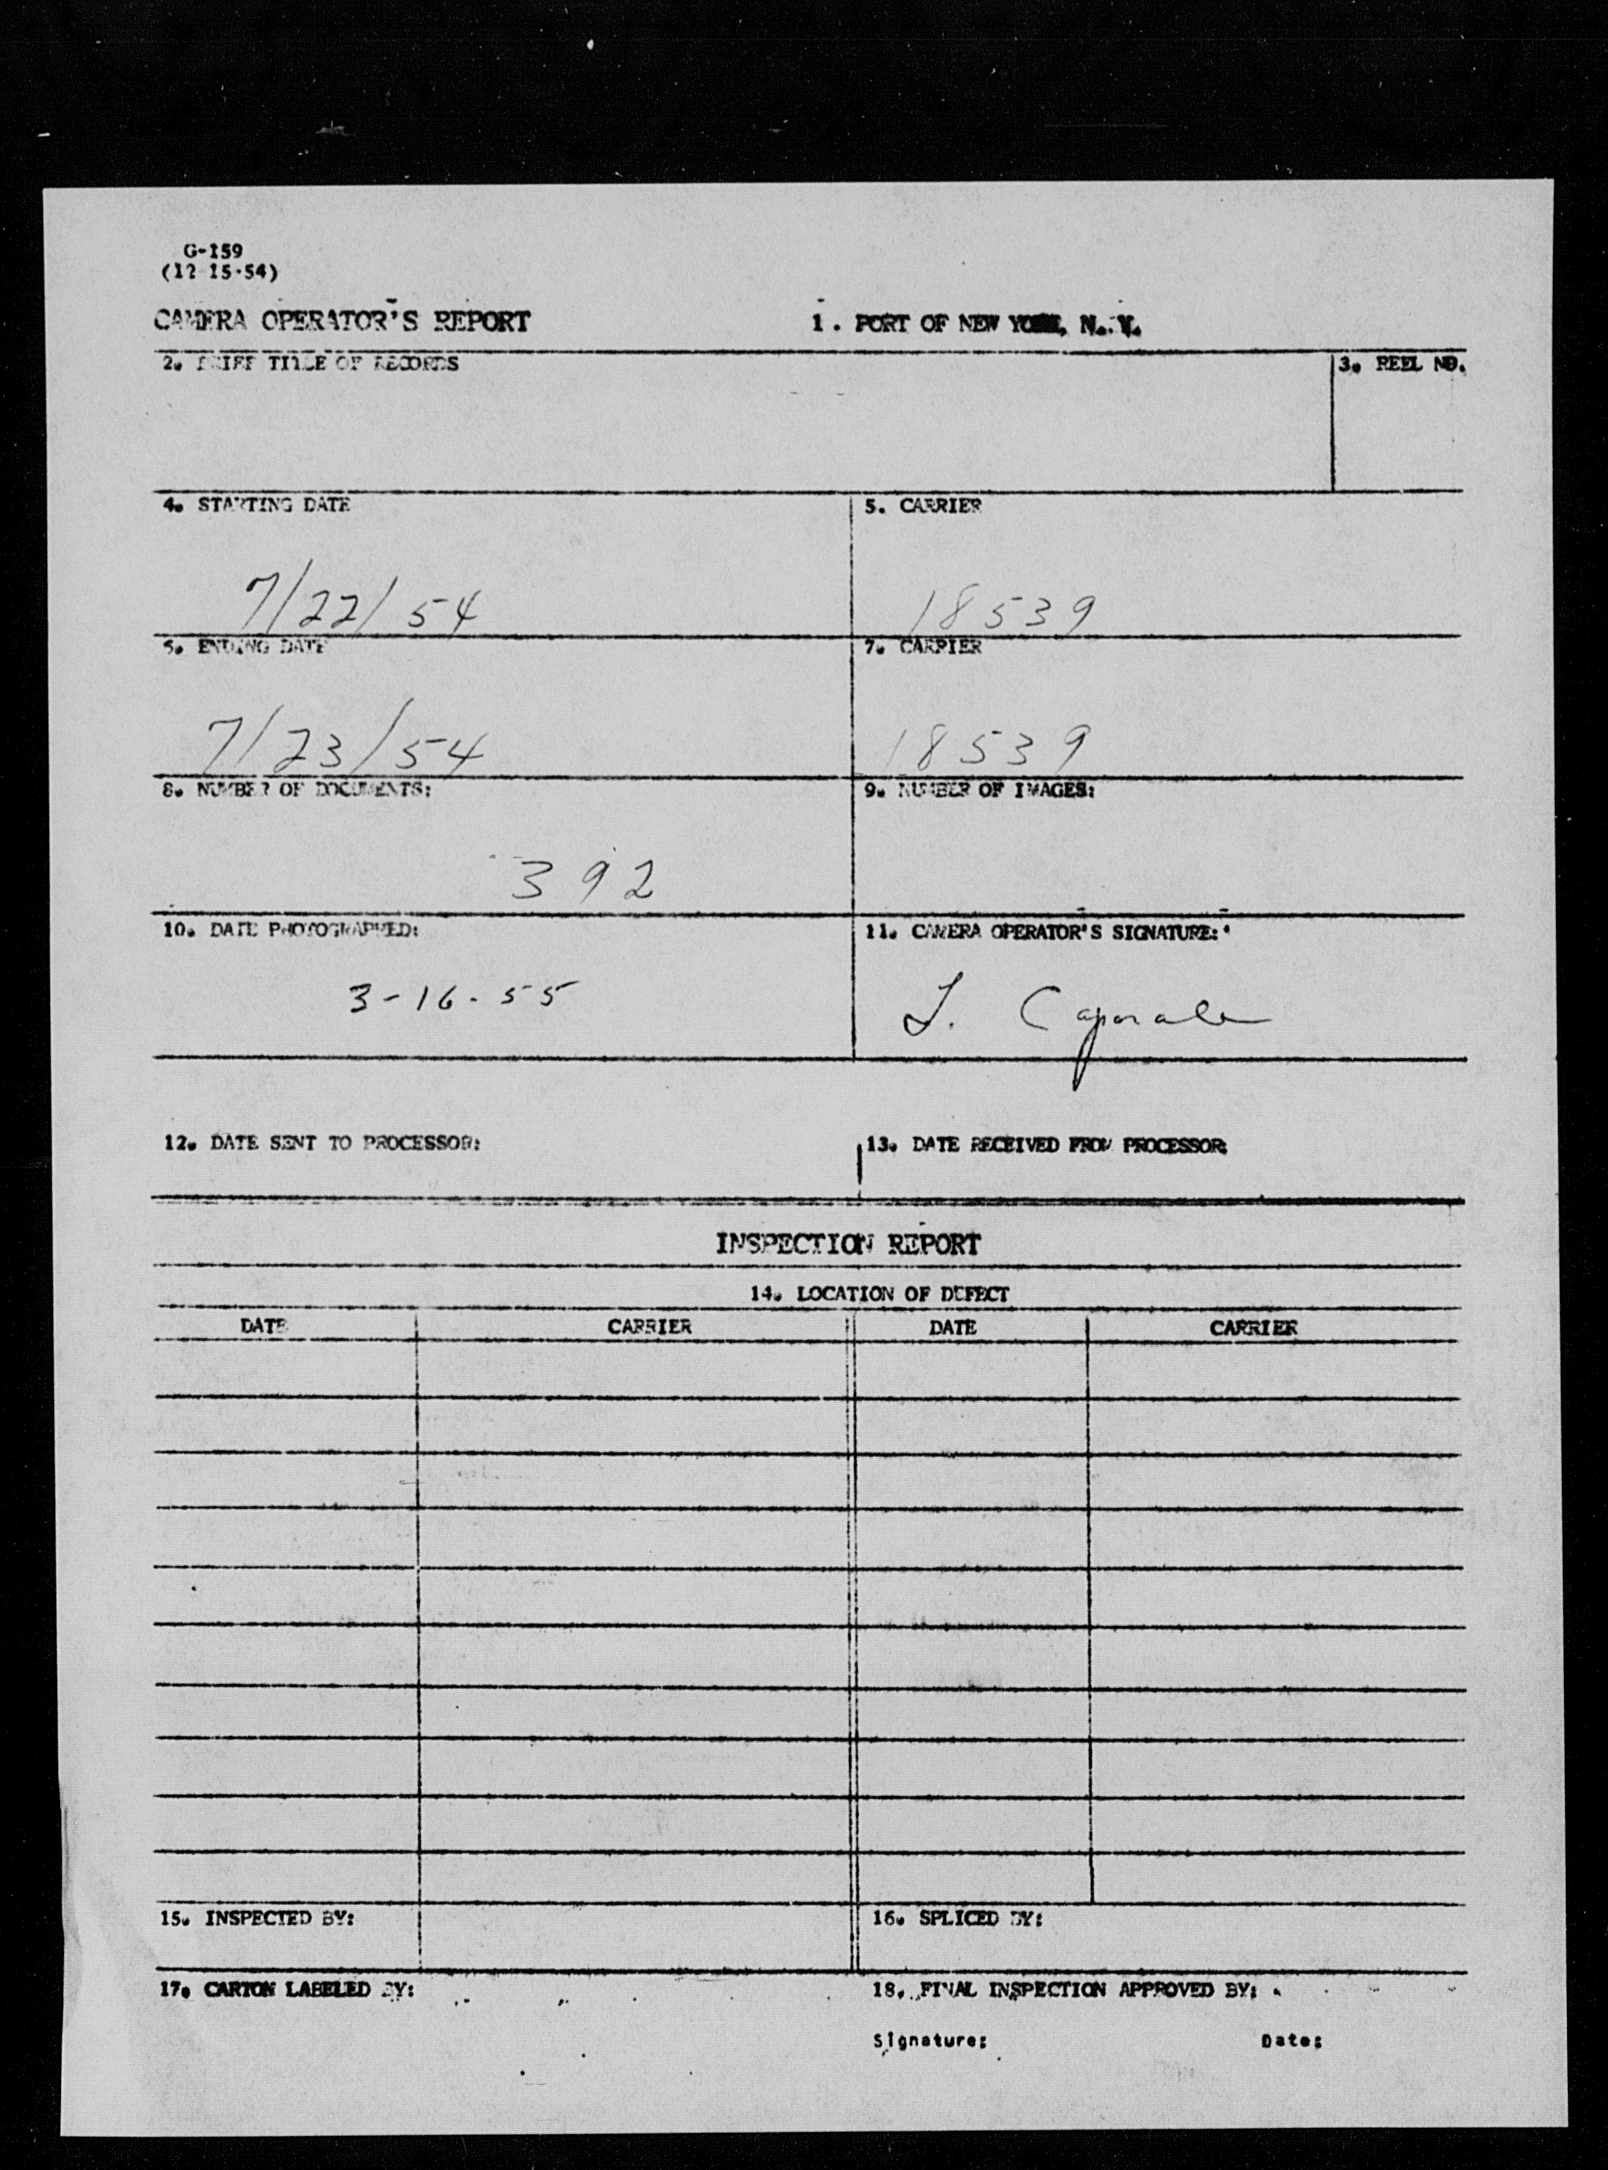 G-159
(12 15-54)
CAMERA OPERATOR'S REPORT 1. PORT OF NEW YORK, N. Y.
2. BRIEF TITLE OF RECORDS 3. REEL NO.
4. STARTING DATE 5. CARRIER
7/22/54 18539
6. ENDING DATE 7. CARRIER
7/23/54 18539
8. NUMBER OF DOCUMENTS: 9. NUMBER OF IMAGES:
392
10. DATE PHOTOGRAPHED: 11. CAMERA OPERATOR'S SIGNATURE:
3-16-55 J. Caporale
12. DATE SENT TO PROCESSOR: 13. DATE RECEIVED FROM PROCESSOR:
INSPECTION REPORT
14. LOCATION OF DEFECT
DATE CARRIER DATE CARRIER
15. INSPECTED BY: 16. SPLICED BY:
17. CARTON LABELED BY: 18. FINAL INSPECTION APPROVED BY:
Signature: Date: